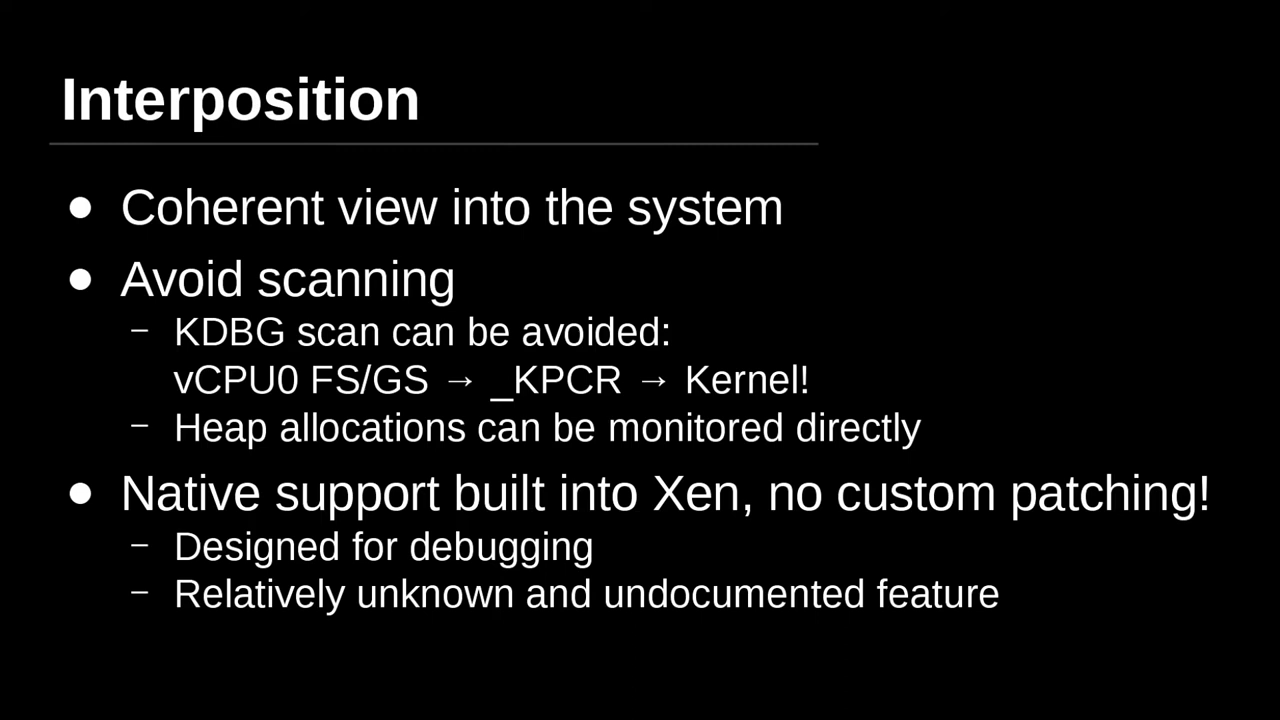 Interposition
● Coherent view into the system
● Avoid scanning
– KDBG scan can be avoided:
vCPU0 FS/GS → _KPCR → Kernel!
– Heap allocations can be monitored directly
● Native support built into Xen, no custom patching!
– Designed for debugging
– Relatively unknown and undocumented feature